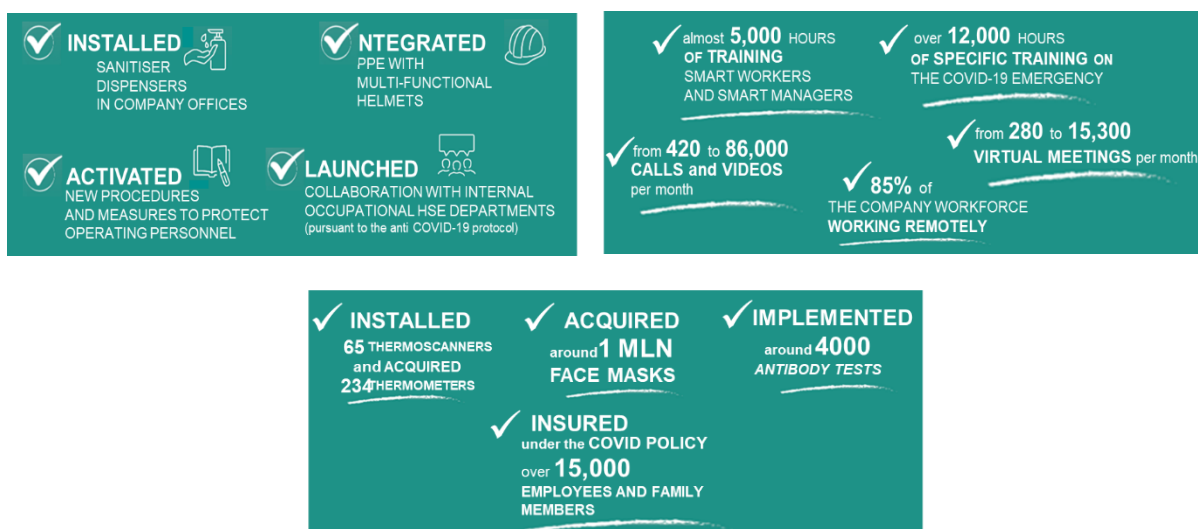 INSTALLED
SANITISER
DISPENSERS
IN COMPANY OFFICES
NTEGRATED
PPE WITH
MULTI-FUNCTIONAL
HELMETS
ACTIVATED
NEW PROCEDURES
AND MEASURES TO PROTECT
OPERATING PERSONNEL
LAUNCHED
COLLABORATION WITH INTERNAL
OCCUPATIONAL HSE DEPARTMENTS
(pursuant to the anti COVID-19 protocol)
almost 5,000 HOURS
OF TRAINING
SMART WORKERS
AND SMART MANAGERS
over 12,000 HOURS
OF SPECIFIC TRAINING ON
THE COVID-19 EMERGENCY
from 420 to 86,000
CALLS and VIDEOS
per month
from 280 to 15,300
VIRTUAL MEETINGS per month
85% of
THE COMPANY WORKFORCE
WORKING REMOTELY
INSTALLED
65 THERMOSCANNERS
and ACQUIRED
234THERMOMETERS
ACQUIRED
around 1 MLN
FACE MASKS
IMPLEMENTED
around 4000
ANTIBODY TESTS
INSURED
under the COVID POLICY
over 15,000
EMPLOYEES AND FAMILY
MEMBERS